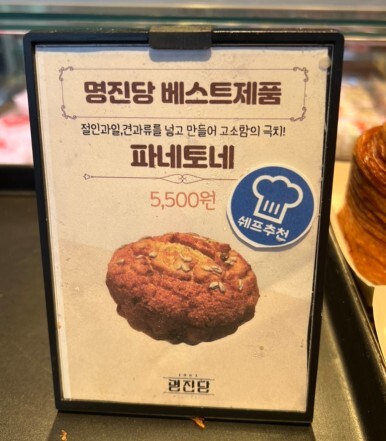 명진당 베스트제품
절인과일,견과류를 넣고 만들어 고소함의 극치!
파네토네
5,500원
쉐프추천
명진당